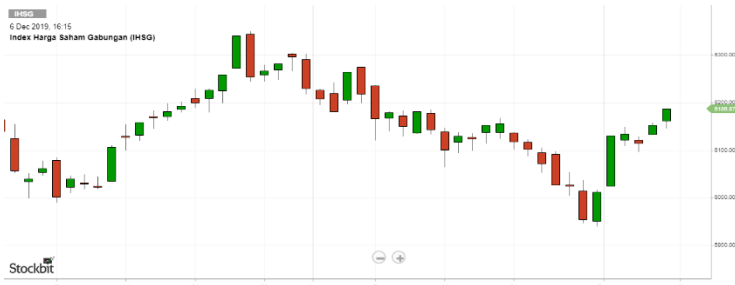 IHSG
6 Dec 2019, 16:15
Index Harga Saham Gabungan (IHSG)
6300.00
6200.00
6100.00
6000.00
5900.00
Stockbit